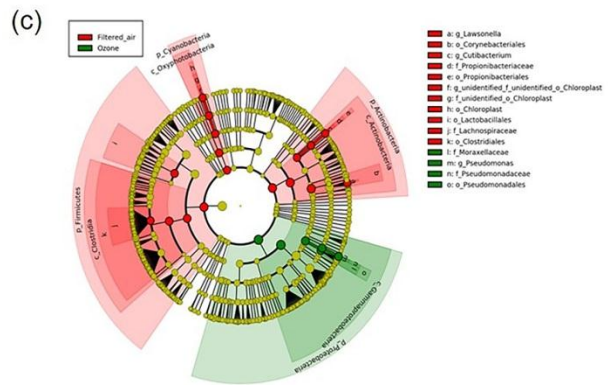 (c)
Filtered_air
Ozone
p_Cyanobacteria
c_Oxyphotobacteria
p_Actinobacteria
c_Actinobacteria
p_Firmicutes
c_Clostridia
i
k
j
b
o
c_Gammaproteobacteria
p_Proteobacteria
a: g_Lawsonella
b: o_Corynebacteriales
c: g_Cutibacterium
d: f_Propionibacteriaceae
e: o_Propionibacteriales
f: g_unidentified_f_unidentified_o_Chloroplast
g: f_unidentified_o_Chloroplast
h: o_Chloroplast
i: o_Lactobacillales
j: f_Lachnospiraceae
k: o_Clostridiales
l: f_Moraxellaceae
m: g_Pseudomonas
n: f_Pseudomonadaceae
o: o_Pseudomonadales